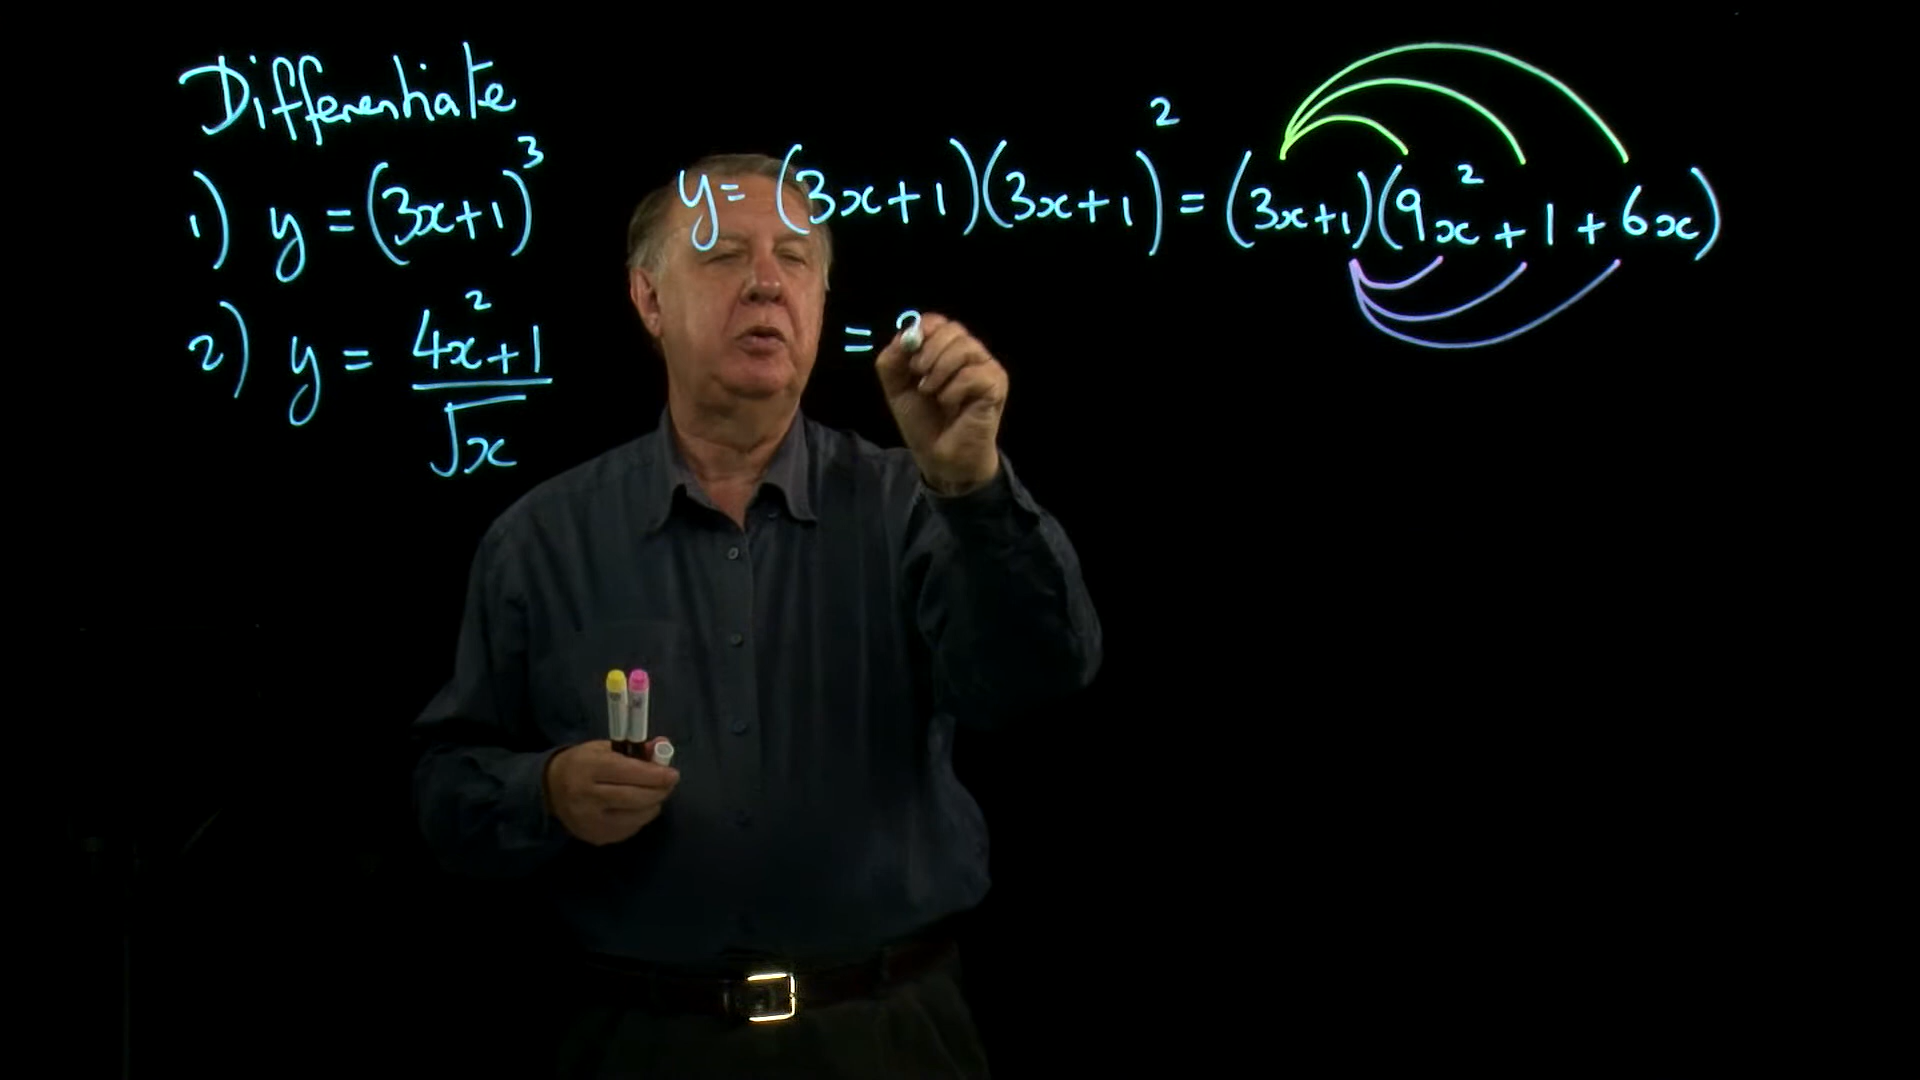 Differentiate
1) y = (3x+1)³
2) y = (4x²+1)/√x
y = (3x+1)(3x+1)² = (3x+1)(9x² + 1 + 6x)
=